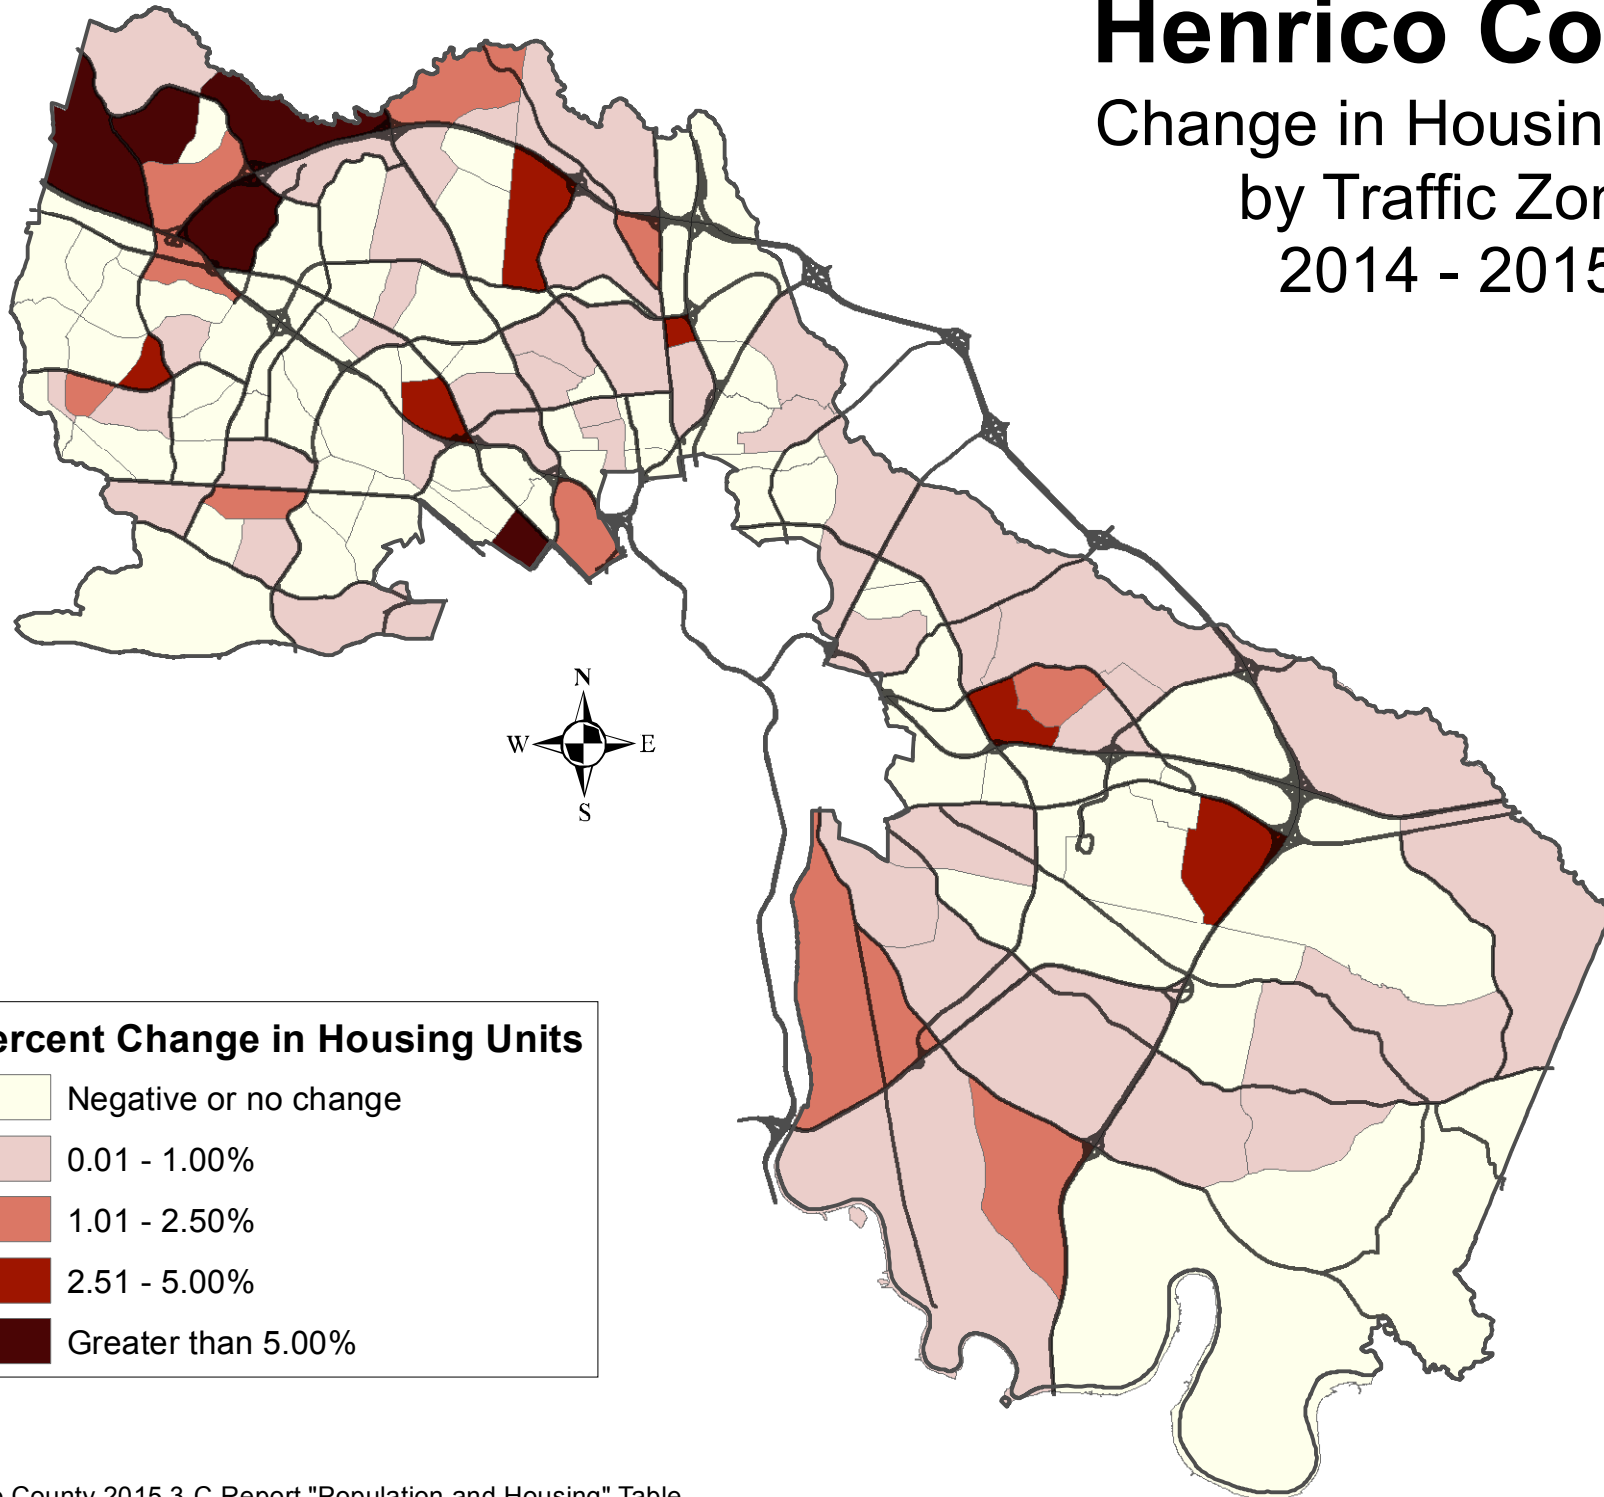 Henrico Co
Change in Housin
by Traffic Zo
2014 - 2015
N
W E
S
ercent Change in Housing Units
Negative or no change
0.01 - 1.00%
1.01 - 2.50%
2.51 - 5.00%
Greater than 5.00%
County 2015 3-C Report "Population and Housing" Table